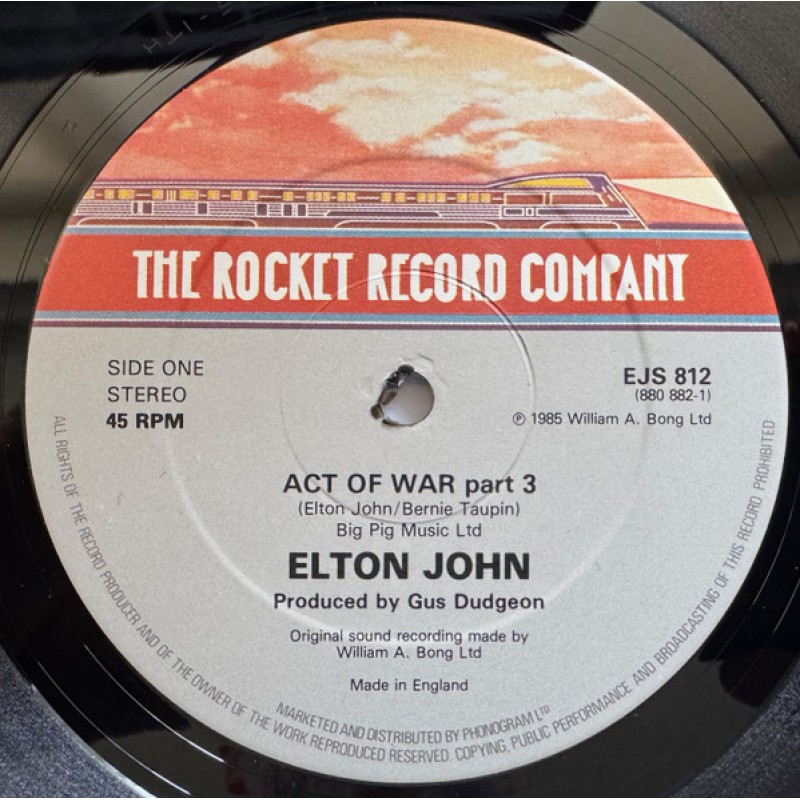 THE ROCKET RECORD COMPANY
SIDE ONE
STEREO
45 RPM
EJS 812
(880 882-1)
℗ 1985 William A. Bong Ltd
ACT OF WAR part 3
(Elton John/Bernie Taupin)
Big Pig Music Ltd
ELTON JOHN
Produced by Gus Dudgeon
Original sound recording made by
William A. Bong Ltd
Made in England
MARKETED AND DISTRIBUTED BY PHONOGRAM LTD
ALL RIGHTS OF THE RECORD PRODUCER AND OF THE OWNER OF THE WORK REPRODUCED RESERVED. COPYING, PUBLIC PERFORMANCE AND BROADCASTING OF THIS RECORD PROHIBITED